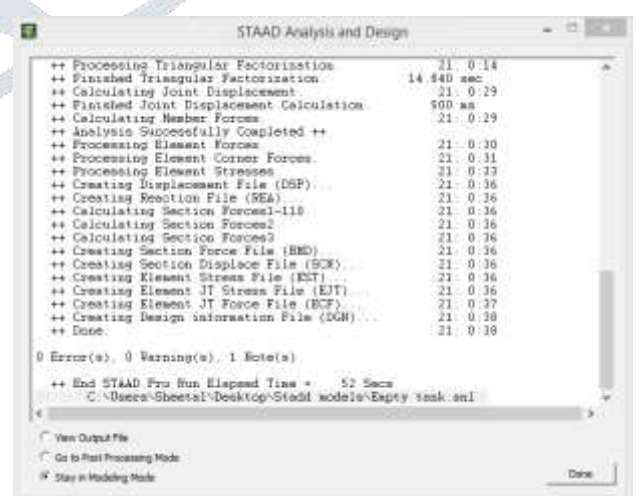 STAAD Analysis and Design
++ Processing Triangular Factorization. 21: 0:14
++ Finished Triangular Factorization. 14.840 sec
++ Calculating Joint Displacement. 21: 0:29
++ Finished Joint Displacement Calculation. 500 ms
++ Calculating Member Forces. 21: 0:29
++ Analysis Successfully Completed ++
++ Processing Element Forces. 21: 0:30
++ Processing Element Corner Forces. 21: 0:31
++ Processing Element Stresses. 21: 0:33
++ Creating Displacement File (DSP)... 21: 0:36
++ Creating Reaction File (REA)... 21: 0:36
++ Calculating Section Forces1-110. 21: 0:36
++ Calculating Section Forces2. 21: 0:36
++ Calculating Section Forces3 21: 0:36
++ Creating Section Force File (BMD)... 21: 0:36
++ Creating Section Displace File (SCN)... 21: 0:36
++ Creating Element Stress File (EST)... 21: 0:36
++ Creating Element JT Stress File (EJT)... 21: 0:36
++ Creating Element JT Force File (ECF)... 21: 0:37
++ Creating Design information File (DGN)... 21: 0:38
++ Done. 21: 0:38
0 Error(s), 0 Warning(s), 1 Note(s)
++ End STAAD.Pro Run Elapsed Time = 52 Secs
C:\Users\Sheetal\Desktop\Stadd models\Empty tank.anl
View Output File
Go to Post Processing Mode
Stay in Modeling Mode
Done